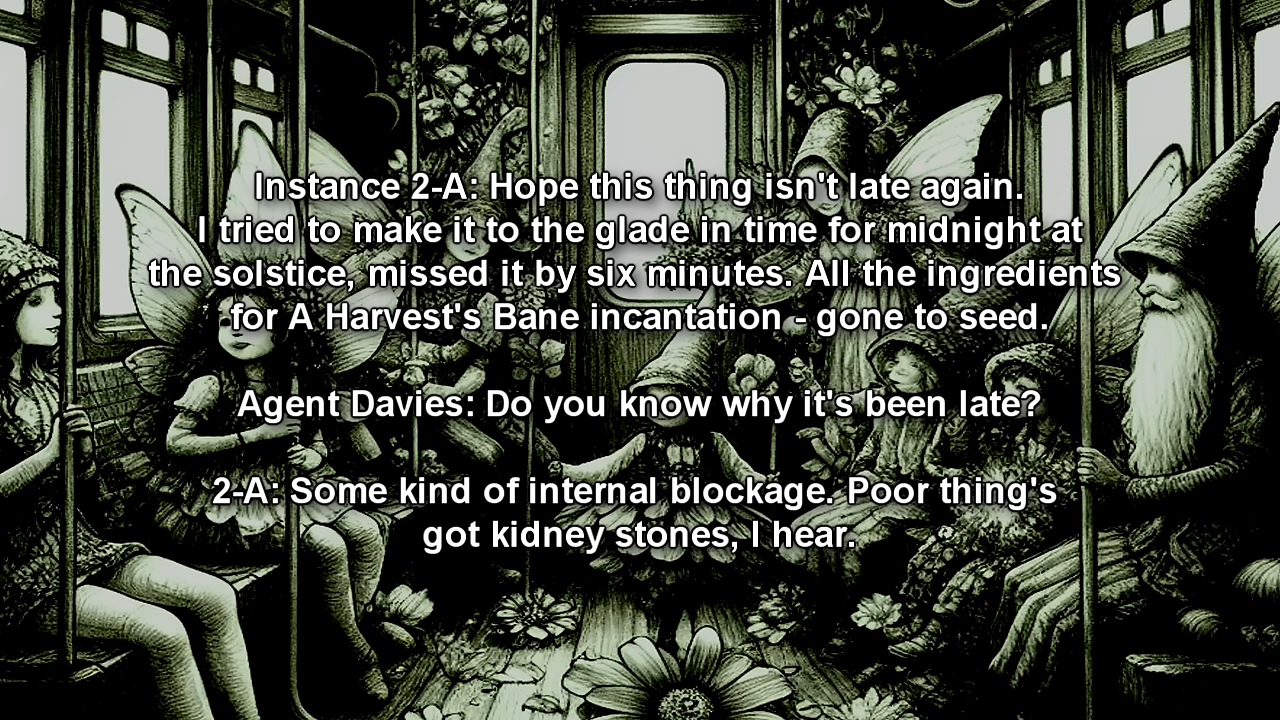 Instance 2-A: Hope this thing isn't late again.
I tried to make it to the glade in time for midnight at
the solstice, missed it by six minutes. All the ingredients
for A Harvest's Bane incantation - gone to seed.
Agent Davies: Do you know why it's been late?
2-A: Some kind of internal blockage. Poor thing's
got kidney stones, I hear.